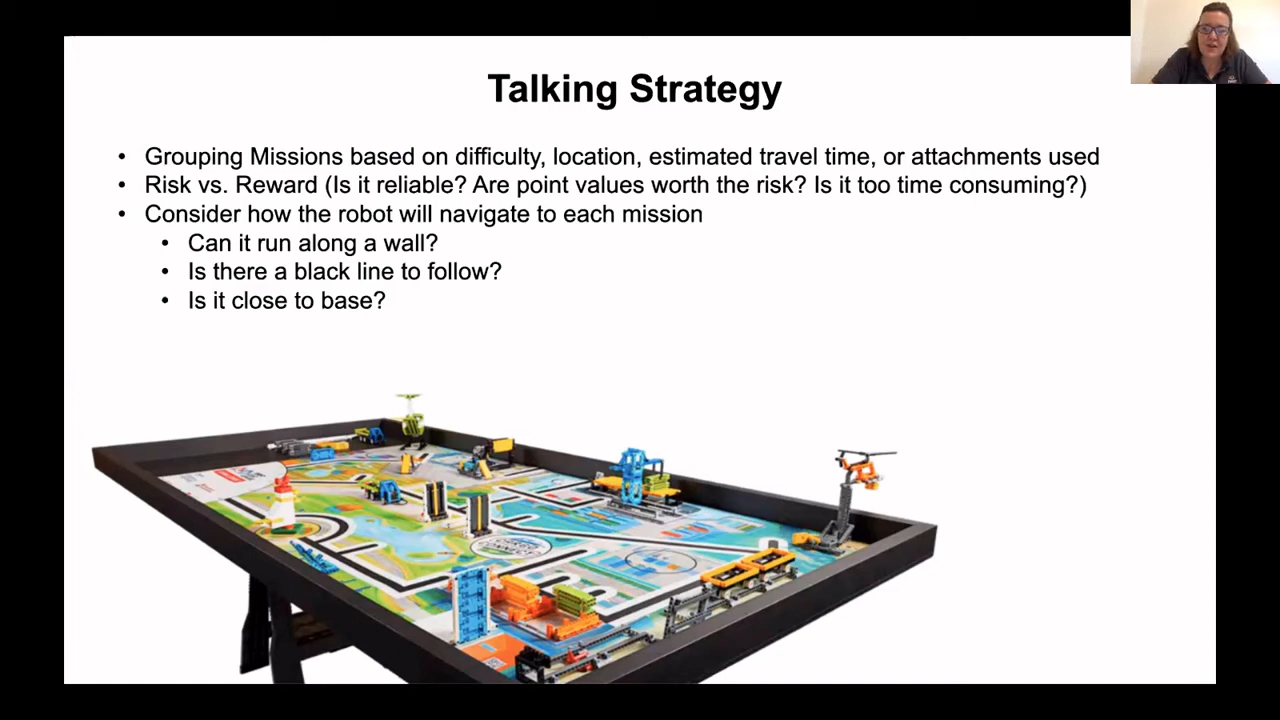 Talking Strategy
• Grouping Missions based on difficulty, location, estimated travel time, or attachments used
• Risk vs. Reward (Is it reliable? Are point values worth the risk? Is it too time consuming?)
• Consider how the robot will navigate to each mission
• Can it run along a wall?
• Is there a black line to follow?
• Is it close to base?